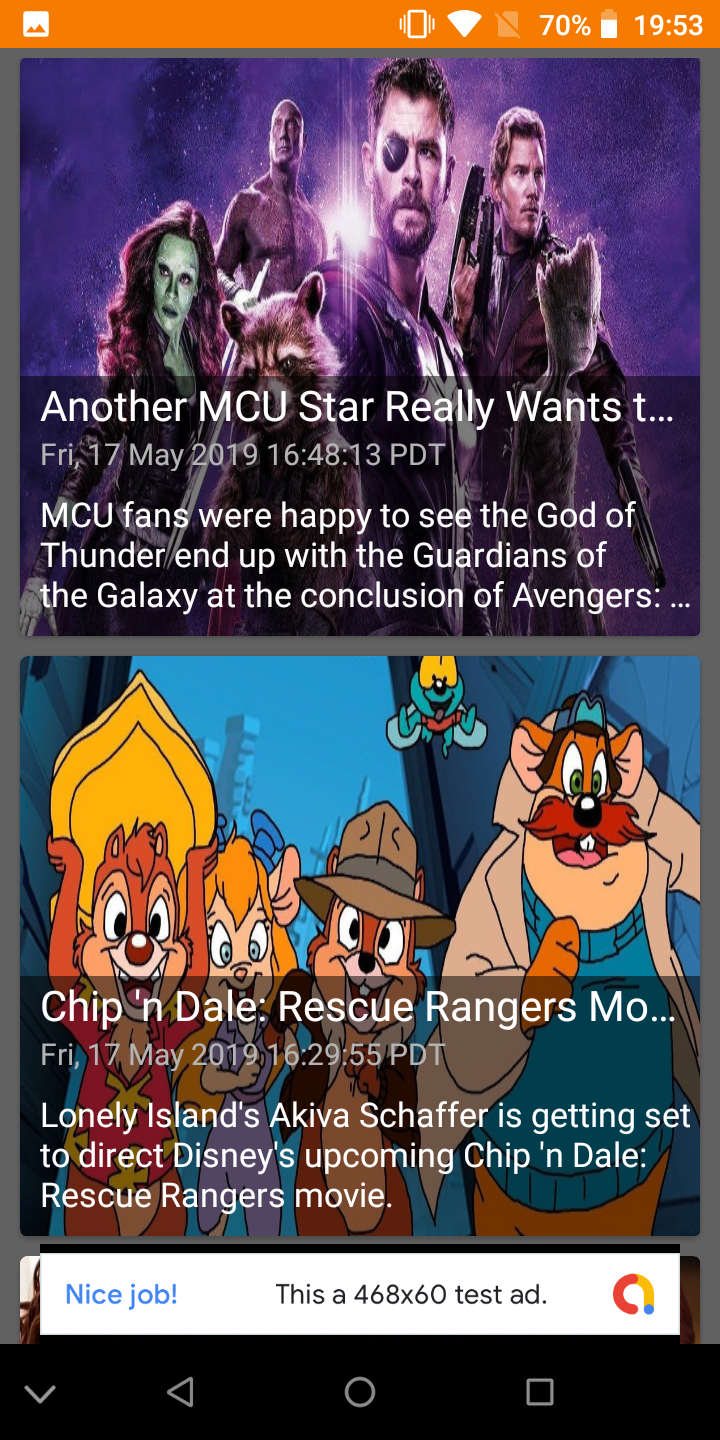 70% 19:53
Another MCU Star Really Wants t...
Fri, 17 May 2019 16:48:13 PDT
MCU fans were happy to see the God of
Thunder end up with the Guardians of
the Galaxy at the conclusion of Avengers: ...
Chip 'n Dale: Rescue Rangers Mo...
Fri, 17 May 2019 16:29:55 PDT
Lonely Island's Akiva Schaffer is getting set
to direct Disney's upcoming Chip 'n Dale:
Rescue Rangers movie.
Nice job! This a 468x60 test ad.